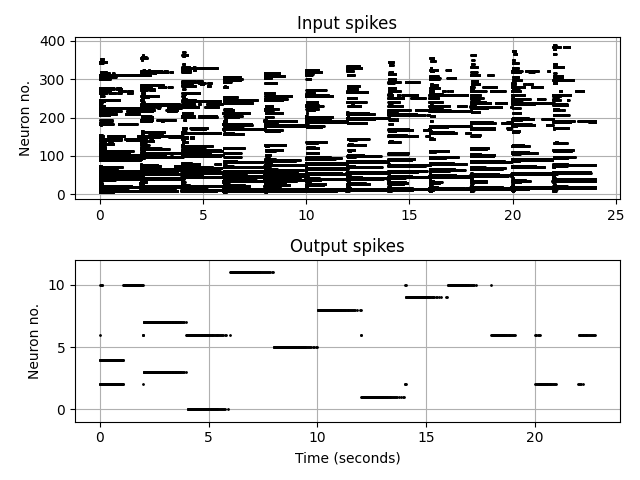 Input spikes
400
300
200
100
0
Neuron no.
0 5 10 15 20 25
Output spikes
10
5
0
Neuron no.
0 5 10 15 20
Time (seconds)